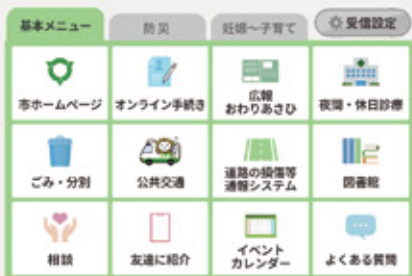 基本メニュー
防災
妊娠～子育て
受信設定
市ホームページ
オンライン手続き
広報
おわりあさひ
夜間・休日診療
ごみ・分別
公共交通
道路の損傷等
通報システム
図書館
相談
友達に紹介
イベント
カレンダー
よくある質問